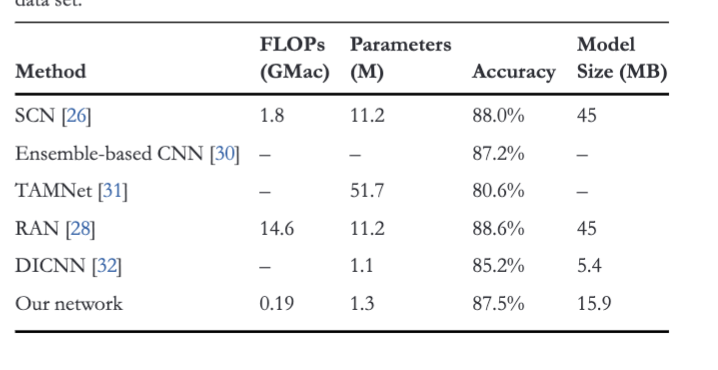 data set.
FLOPs Parameters Model
Method (GMac) (M) Accuracy Size (MB)
SCN [26] 1.8 11.2 88.0% 45
Ensemble-based CNN [30] – – 87.2% –
TAMNet [31] – 51.7 80.6% –
RAN [28] 14.6 11.2 88.6% 45
DICNN [32] – 1.1 85.2% 5.4
Our network 0.19 1.3 87.5% 15.9